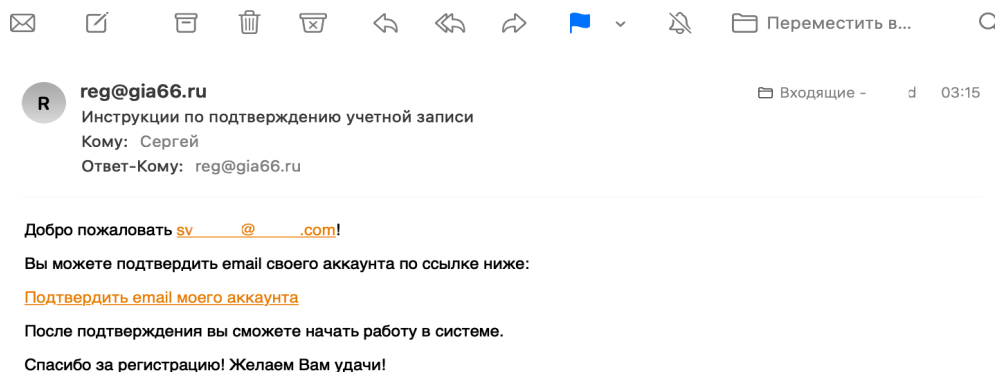 Переместить в...
R
reg@gia66.ru
Входящие - d 03:15
Инструкции по подтверждению учетной записи
Кому: Сергей
Ответ-Кому: reg@gia66.ru
Добро пожаловать sv @ .com!
Вы можете подтвердить email своего аккаунта по ссылке ниже:
Подтвердить email моего аккаунта
После подтверждения вы сможете начать работу в системе.
Спасибо за регистрацию! Желаем Вам удачи!